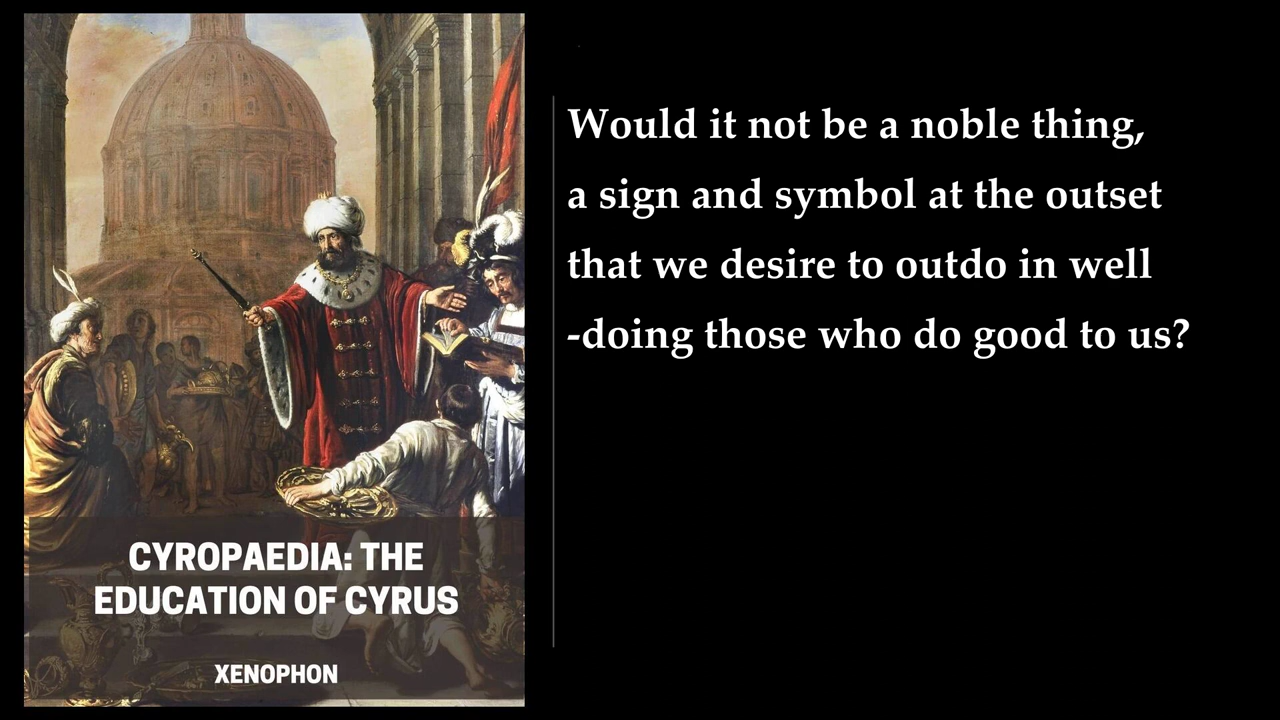 Would it not be a noble thing,
a sign and symbol at the outset
that we desire to outdo in well
-doing those who do good to us?
CYROPAEDIA: THE
EDUCATION OF CYRUS
XENOPHON